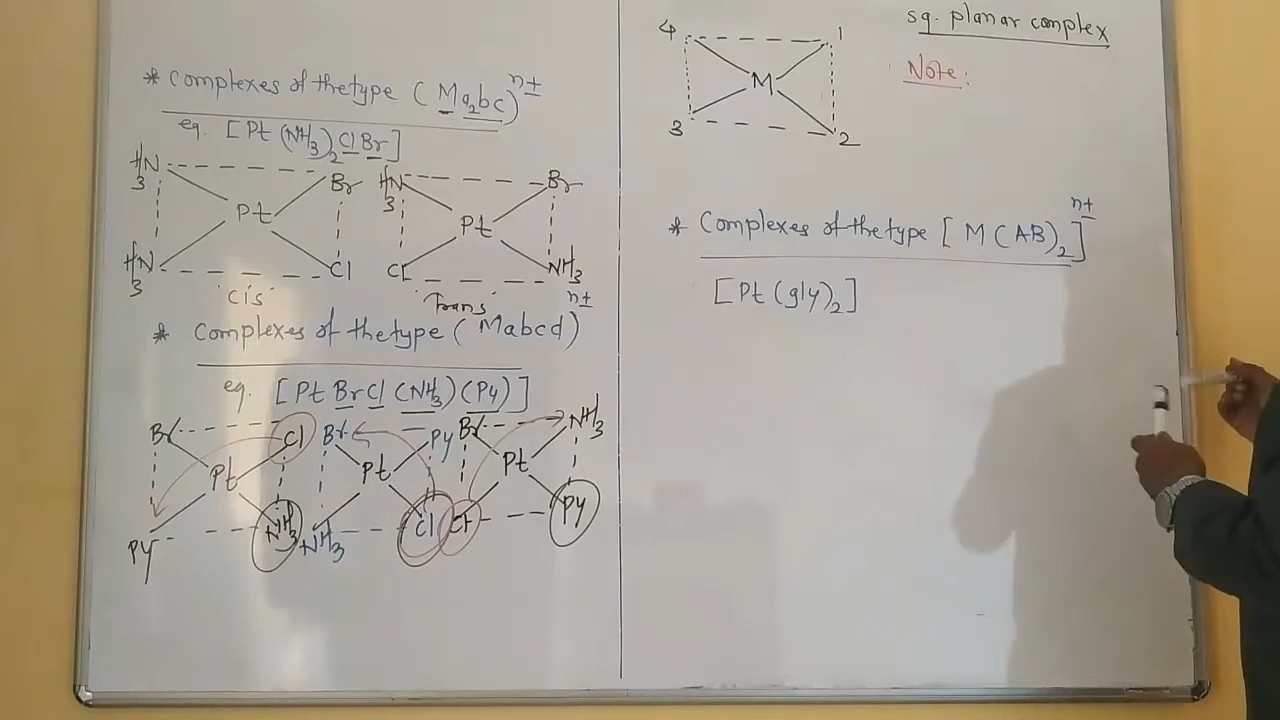 * Complexes of the type (Ma₂bc)ⁿ±
eg. [Pt(NH₃)₂ClBr]
H₃N Br
Pt
H₃N Cl
'Cis'
H₃N Br
Pt
Cl NH₃
'Trans'
* Complexes of the type (Mabcd)ⁿ±
eg. [PtBrCl(NH₃)(Py)]
Br Cl
Pt
Py NH₃
Br Py
Pt
NH₃ Cl
Br NH₃
Pt
Cl Py
sq. planar complex
Note:
4 1
M
3 2
* Complexes of the type [M(AB)₂]ⁿ±
[Pt(gly)₂]